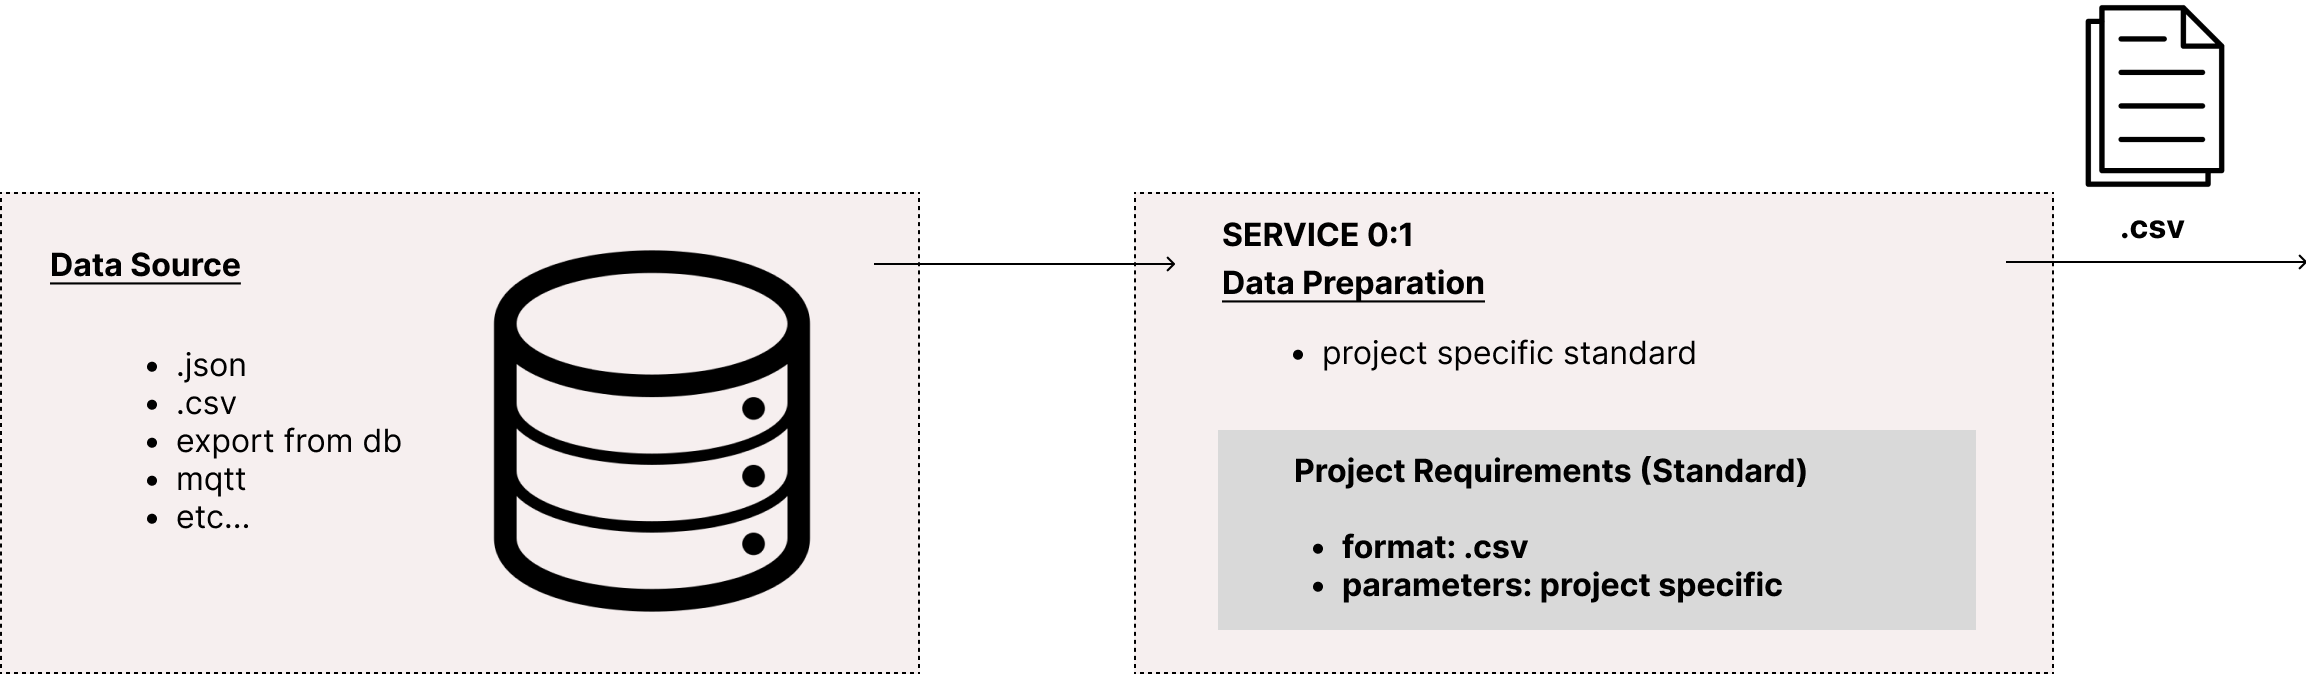 Data Source
.json
.csv
export from db
mqtt
etc...
SERVICE 0:1
Data Preparation
project specific standard
Project Requirements (Standard)
format: .csv
parameters: project specific
.csv